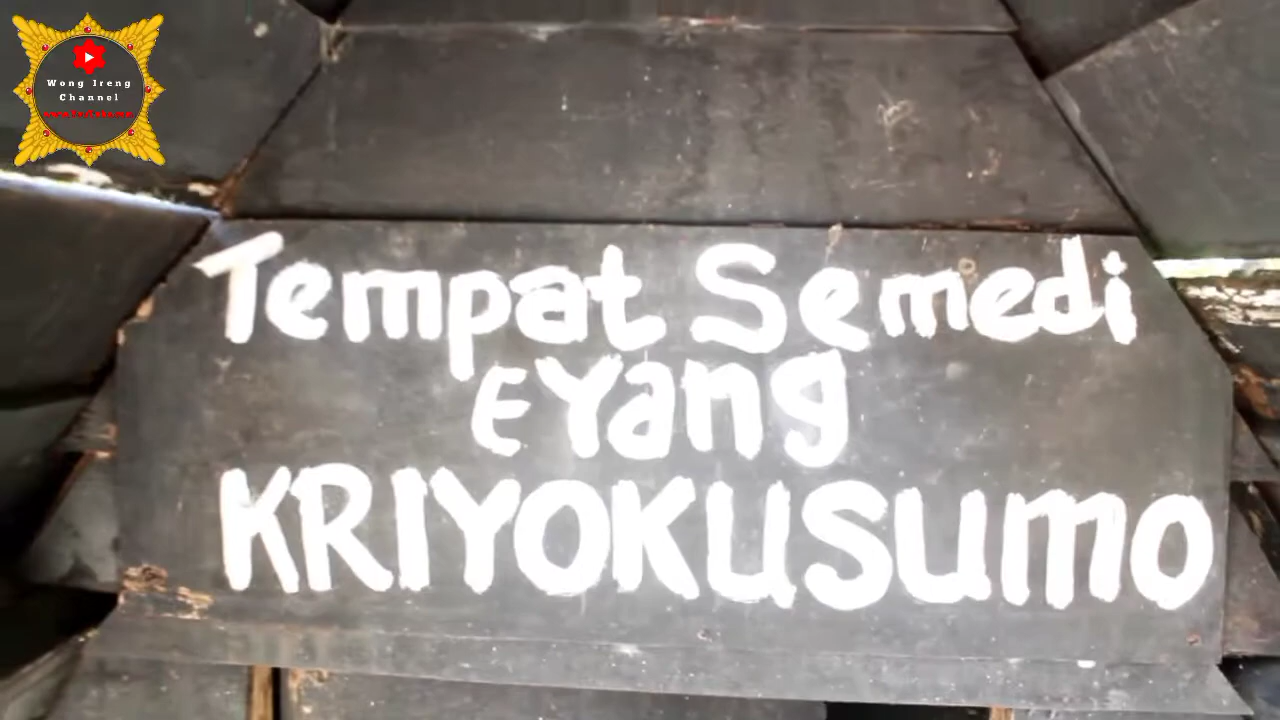 Wong Ireng
Channel
Tempat Semedi
EYang
KRIYOKUSUMO